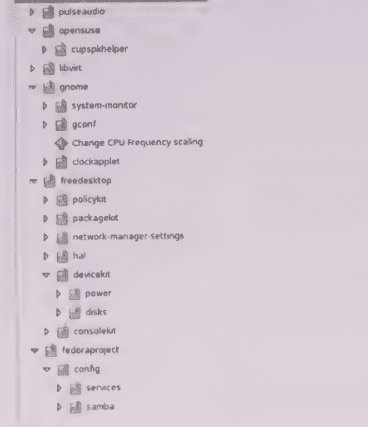 pulseaudio
opensuse
cupspkhelper
libvirt
gnome
system-monitor
gconf
Change CPU Frequency scaling
clockapplet
freedesktop
policykit
packagekit
network-manager-settings
hal
devicekit
power
disks
consolekit
fedoraproject
config
services
samba